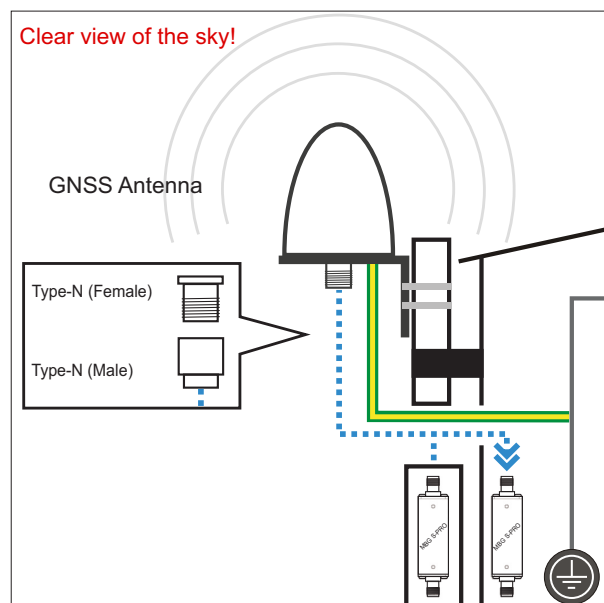 Clear view of the sky!
GNSS Antenna
Type-N (Female)
Type-N (Male)
MBG S-PRO
MBG S-PRO